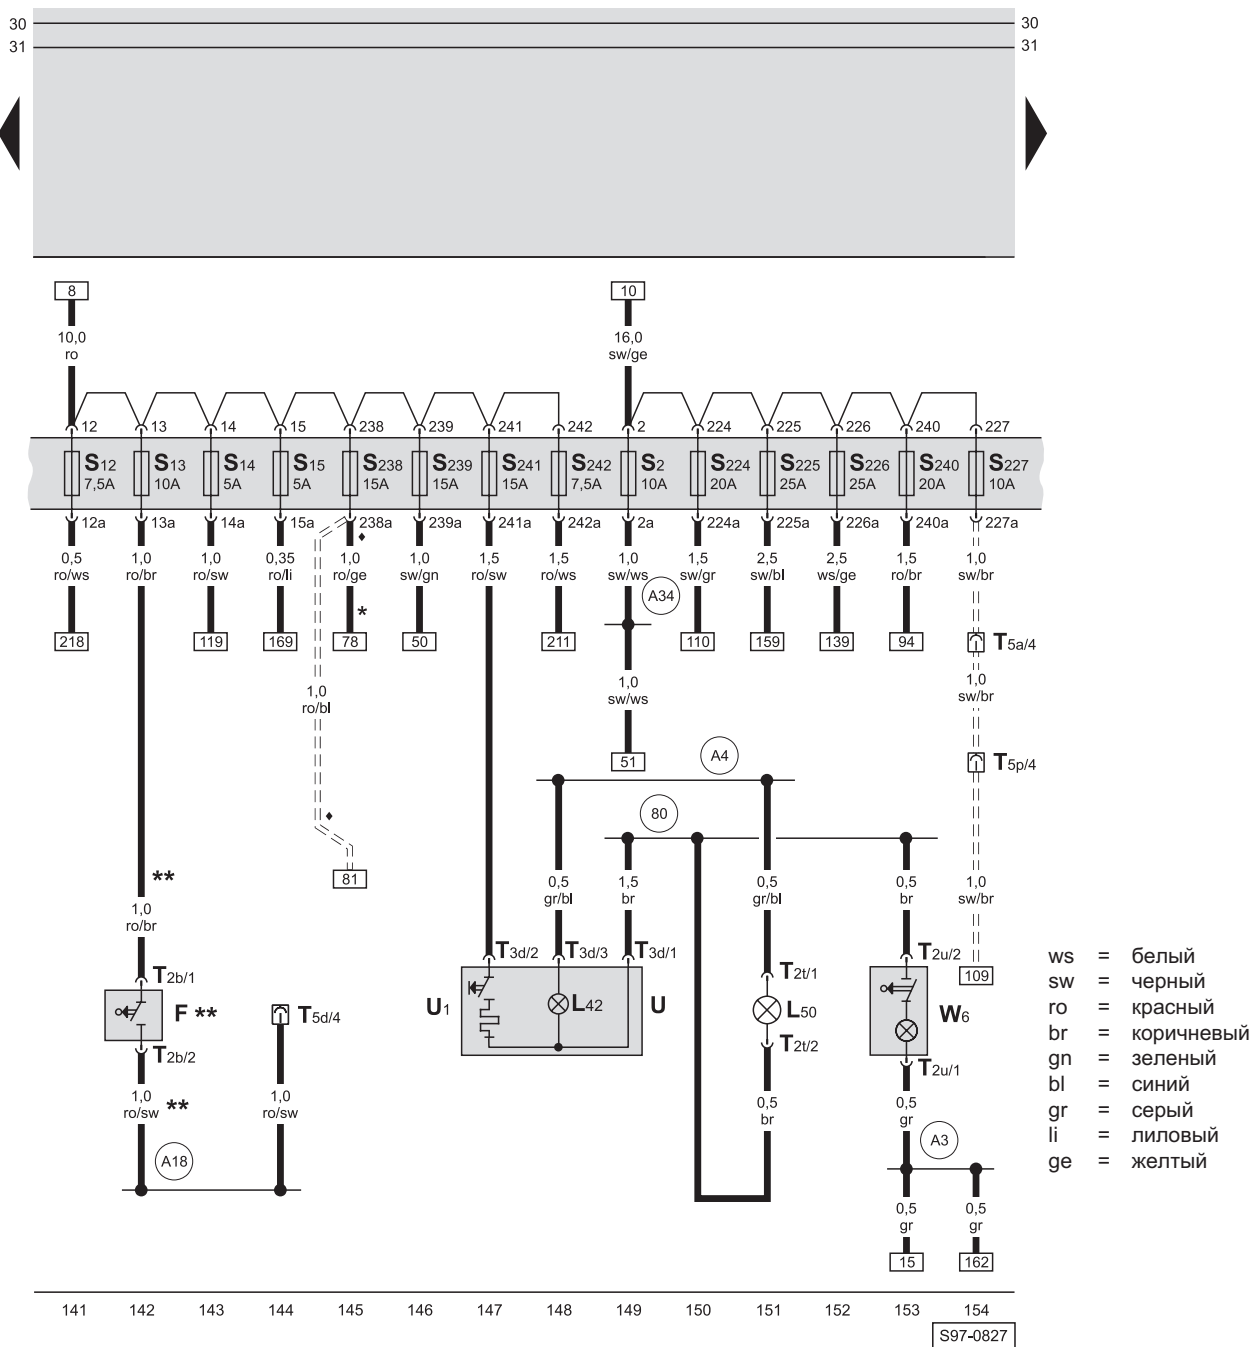 30 30
31 31
8 10
10,0 16,0
ro sw/ge
12 13 14 15 238 239 241 242 2 224 225 226 240 227
S12 S13 S14 S15 S238 S239 S241 S242 S2 S224 S225 S226 S240 S227
7,5A 10A 5A 5A 15A 15A 15A 7,5A 10A 20A 25A 25A 20A 10A
12a 13a 14a 15a 238a 239a 241a 242a 2a 224a 225a 226a 240a 227a
0,5 1,0 1,0 0,35 1,0 1,0 1,5 1,5 1,0 1,5 2,5 2,5 1,5 1,0
ro/ws ro/br ro/sw ro/li ro/ge sw/gn ro/sw ro/ws sw/ws sw/gr sw/bl ws/ge ro/br sw/br
* A34
218 119 169 78 50 211 110 159 139 94 T5a/4
1,0 1,0 1,0
ro/bl sw/ws sw/br
51 A4 T5p/4
80
** 81 0,5 1,5 0,5 0,5 1,0
gr/bl br gr/bl br sw/br
1,0
ro/br
T2b/1 T3d/2 T3d/3 T3d/1 T2t/1 T2u/2 109
F ** T5d/4 U1 L42 U L50 W6
T2b/2 T2t/2 T2u/1
1,0 1,0 0,5 0,5
ro/sw ** ro/sw br gr
A18 A3
0,5 0,5
gr gr
15 162
ws = белый
sw = черный
ro = красный
br = коричневый
gn = зеленый
bl = синий
gr = серый
li = лиловый
ge = желтый
141 142 143 144 145 146 147 148 149 150 151 152 153 154
S97-0827